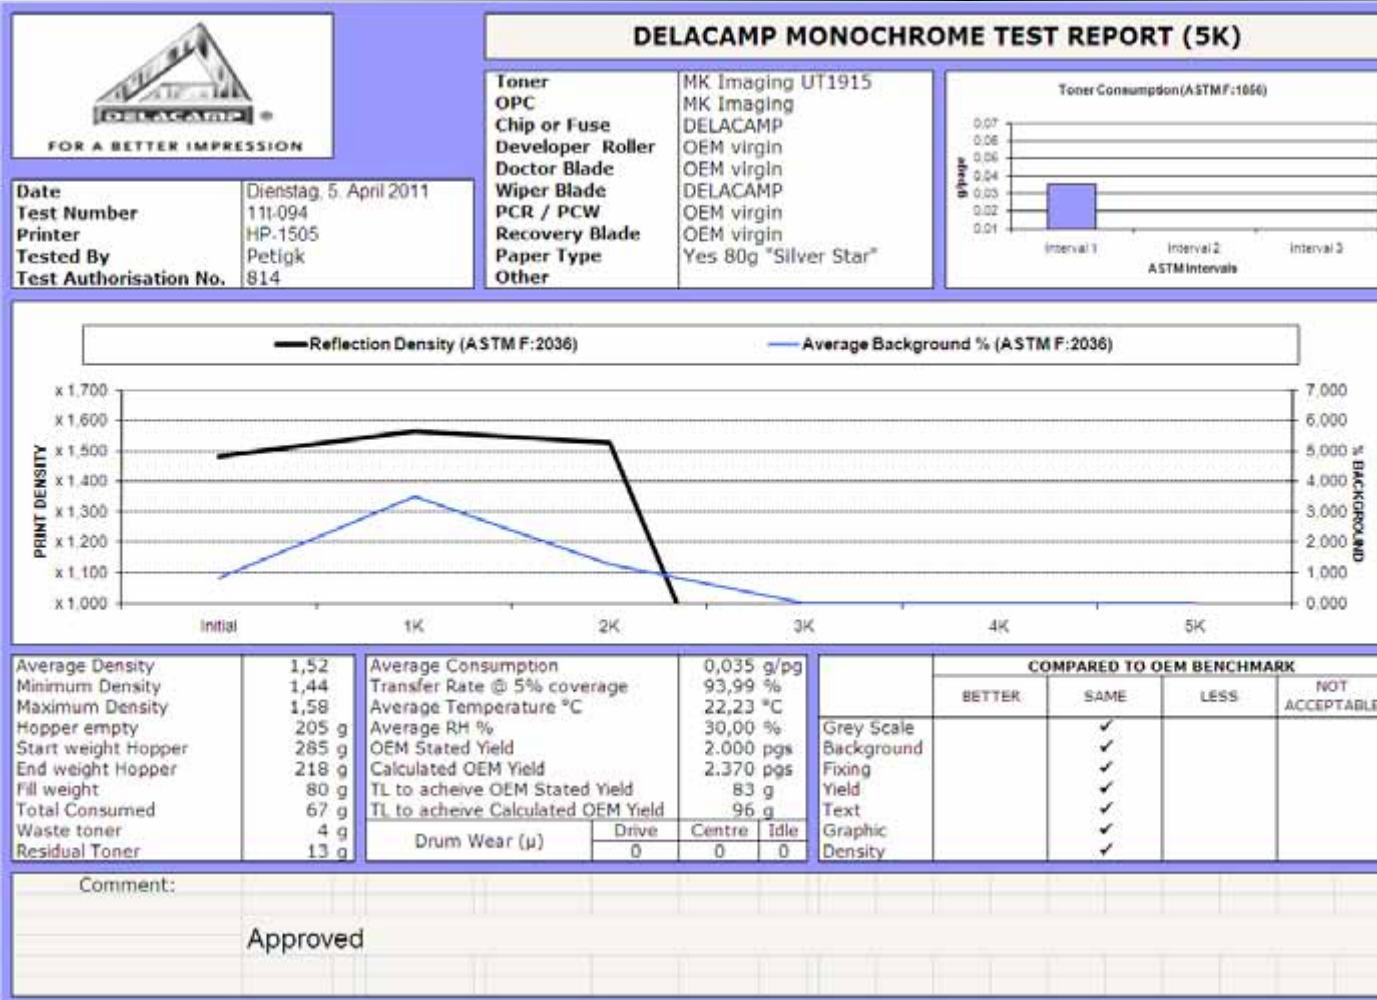 DELACAMP ®
FOR A BETTER IMPRESSION
DELACAMP MONOCHROME TEST REPORT (5K)
Date Dienstag, 5. April 2011
Test Number 11t-094
Printer HP-1505
Tested By Petigk
Test Authorisation No. 814
Toner MK Imaging UT1915
OPC MK Imaging
Chip or Fuse DELACAMP
Developer Roller OEM virgin
Doctor Blade OEM virgin
Wiper Blade DELACAMP
PCR / PCW OEM virgin
Recovery Blade OEM virgin
Paper Type Yes 80g "Silver Star"
Other
Toner Consumption (ASTM F:1856)
g/page
0,07
0,06
0,05
0,04
0,03
0,02
0,01
Interval 1 Interval 2 Interval 3
ASTM Intervals
Reflection Density (ASTM F:2036) Average Background % (ASTM F:2036)
PRINT DENSITY
x 1,700
x 1,600
x 1,500
x 1,400
x 1,300
x 1,200
x 1,100
x 1,000
7,000
6,000
5,000
4,000
3,000
2,000
1,000
0,000
% BACKGROUND
Initial 1K 2K 3K 4K 5K
Average Density 1,52
Minimum Density 1,44
Maximum Density 1,58
Hopper empty 205 g
Start weight Hopper 285 g
End weight Hopper 218 g
Fill weight 80 g
Total Consumed 67 g
Waste toner 4 g
Residual Toner 13 g
Average Consumption 0,035 g/pg
Transfer Rate @ 5% coverage 93,99 %
Average Temperature °C 22,23 °C
Average RH % 30,00 %
OEM Stated Yield 2.000 pgs
Calculated OEM Yield 2.370 pgs
TL to acheive OEM Stated Yield 83 g
TL to acheive Calculated OEM Yield 96 g
Drum Wear (µ) Drive Centre Idle
0 0 0
COMPARED TO OEM BENCHMARK
BETTER SAME LESS NOT ACCEPTABLE
Grey Scale ✓
Background ✓
Fixing ✓
Yield ✓
Text ✓
Graphic ✓
Density ✓
Comment:
Approved